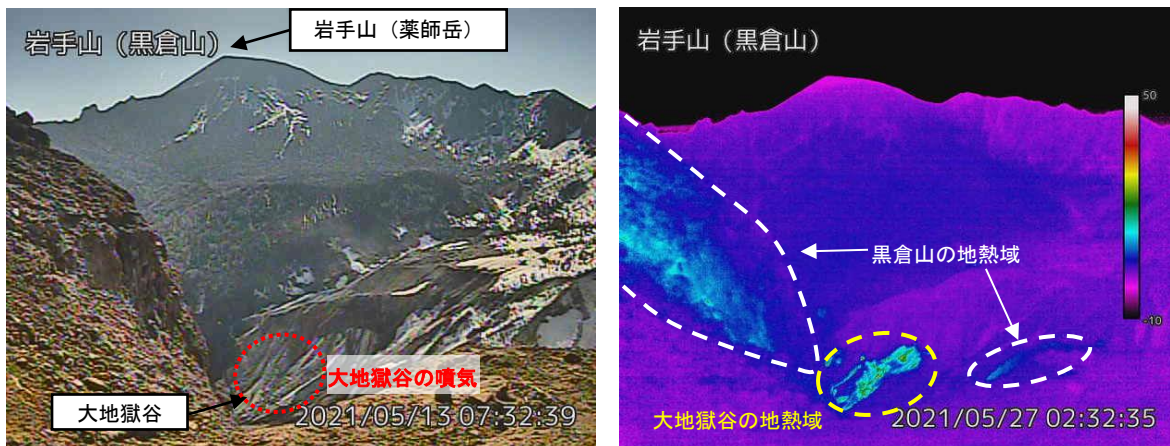 岩手山（黒倉山）
岩手山（薬師岳）
大地獄谷の噴気
大地獄谷
2021/05/13 07:32:39
岩手山（黒倉山）
50
黒倉山の地熱域
-10
大地獄谷の地熱域
2021/05/27 02:32:35